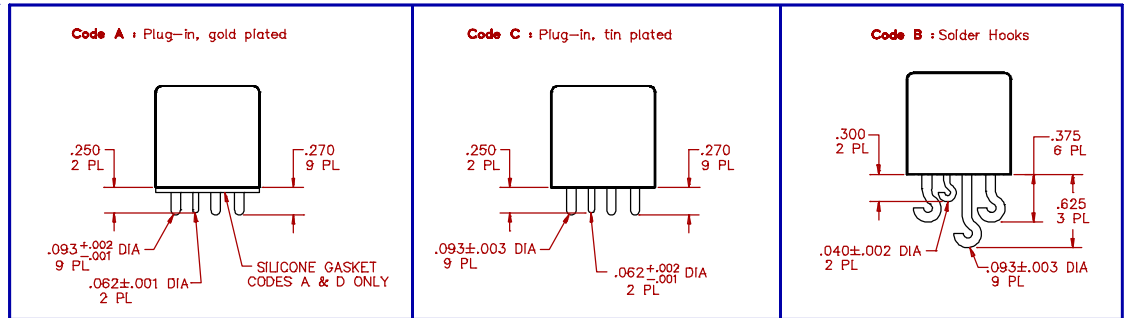 Code A : Plug-in, gold plated
.250
2 PL
.270
9 PL
.093+.002-.001 DIA
9 PL
.062±.001 DIA
2 PL
SILICONE GASKET
CODES A & D ONLY
Code C : Plug-in, tin plated
.250
2 PL
.270
9 PL
.093±.003 DIA
9 PL
.062+.002-.001 DIA
2 PL
Code B : Solder Hooks
.300
2 PL
.375
6 PL
.625
3 PL
.040±.002 DIA
2 PL
.093±.003 DIA
9 PL